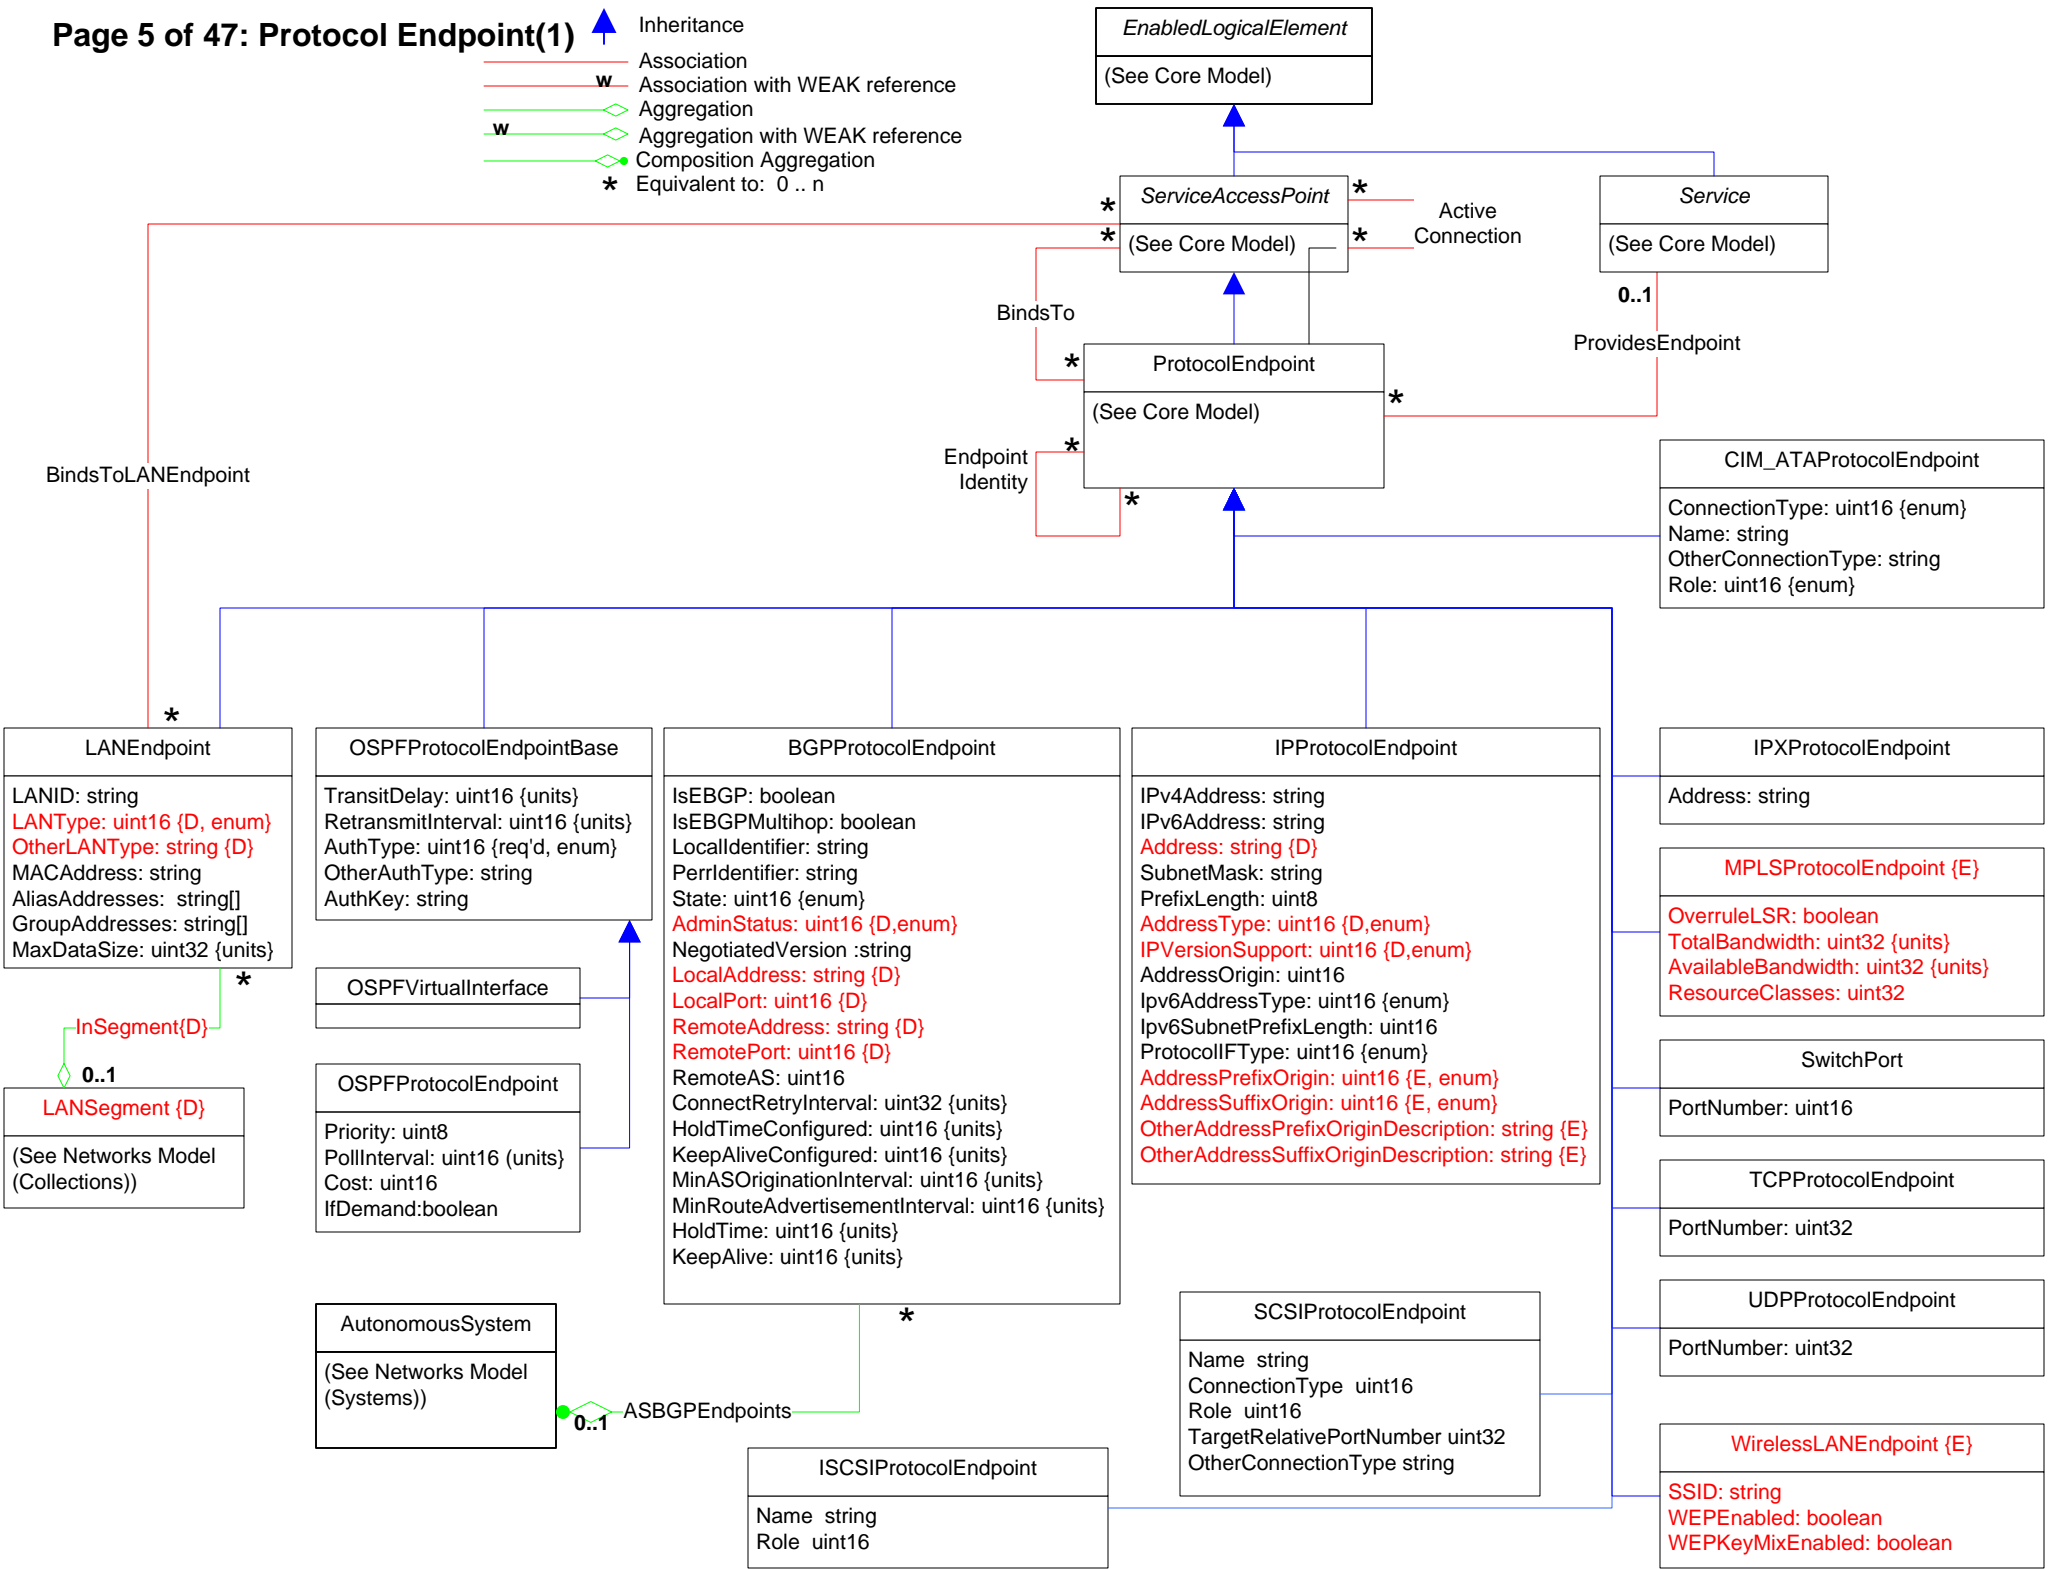 Page 5 of 47: Protocol Endpoint(1)
Inheritance
Association
w
Association with WEAK reference
Aggregation
w
Aggregation with WEAK reference
Composition Aggregation
* Equivalent to: 0 .. n
EnabledLogicalElement
(See Core Model)
ServiceAccessPoint
(See Core Model)
*
*
*
*
Active
Connection
Service
(See Core Model)
0..1
ProvidesEndpoint
*
BindsTo
*
ProtocolEndpoint
(See Core Model)
Endpoint
Identity
*
*
BindsToLANEndpoint
*
CIM_ATAProtocolEndpoint
ConnectionType: uint16 {enum}
Name: string
OtherConnectionType: string
Role: uint16 {enum}
LANEndpoint
LANID: string
LANType: uint16 {D, enum}
OtherLANType: string {D}
MACAddress: string
AliasAddresses:  string[]
GroupAddresses: string[]
MaxDataSize: uint32 {units}
*
InSegment{D}
0..1
LANSegment {D}
(See Networks Model
(Collections))
OSPFProtocolEndpointBase
TransitDelay: uint16 {units}
RetransmitInterval: uint16 {units}
AuthType: uint16 {req'd, enum}
OtherAuthType: string
AuthKey: string
OSPFVirtualInterface
OSPFProtocolEndpoint
Priority: uint8
PollInterval: uint16 (units}
Cost: uint16
IfDemand:boolean
AutonomousSystem
(See Networks Model
(Systems))
0..1
ASBGPEndpoints
*
BGPProtocolEndpoint
IsEBGP: boolean
IsEBGPMultihop: boolean
LocalIdentifier: string
PerrIdentifier: string
State: uint16 {enum}
AdminStatus: uint16 {D,enum}
NegotiatedVersion :string
LocalAddress: string {D}
LocalPort: uint16 {D}
RemoteAddress: string {D}
RemotePort: uint16 {D}
RemoteAS: uint16
ConnectRetryInterval: uint32 {units}
HoldTimeConfigured: uint16 {units}
KeepAliveConfigured: uint16 {units}
MinASOriginationInterval: uint16 {units}
MinRouteAdvertisementInterval: uint16 {units}
HoldTime: uint16 {units}
KeepAlive: uint16 {units}
IPProtocolEndpoint
IPv4Address: string
IPv6Address: string
Address: string {D}
SubnetMask: string
PrefixLength: uint8
AddressType: uint16 {D,enum}
IPVersionSupport: uint16 {D,enum}
AddressOrigin: uint16
Ipv6AddressType: uint16 {enum}
Ipv6SubnetPrefixLength: uint16
ProtocolIFType: uint16 {enum}
AddressPrefixOrigin: uint16 {E, enum}
AddressSuffixOrigin: uint16 {E, enum}
OtherAddressPrefixOriginDescription: string {E}
OtherAddressSuffixOriginDescription: string {E}
IPXProtocolEndpoint
Address: string
MPLSProtocolEndpoint {E}
OverruleLSR: boolean
TotalBandwidth: uint32 {units}
AvailableBandwidth: uint32 {units}
ResourceClasses: uint32
SwitchPort
PortNumber: uint16
TCPProtocolEndpoint
PortNumber: uint32
UDPProtocolEndpoint
PortNumber: uint32
WirelessLANEndpoint {E}
SSID: string
WEPEnabled: boolean
WEPKeyMixEnabled: boolean
SCSIProtocolEndpoint
Name  string
ConnectionType  uint16
Role  uint16
TargetRelativePortNumber uint32
OtherConnectionType string
ISCSIProtocolEndpoint
Name  string
Role  uint16